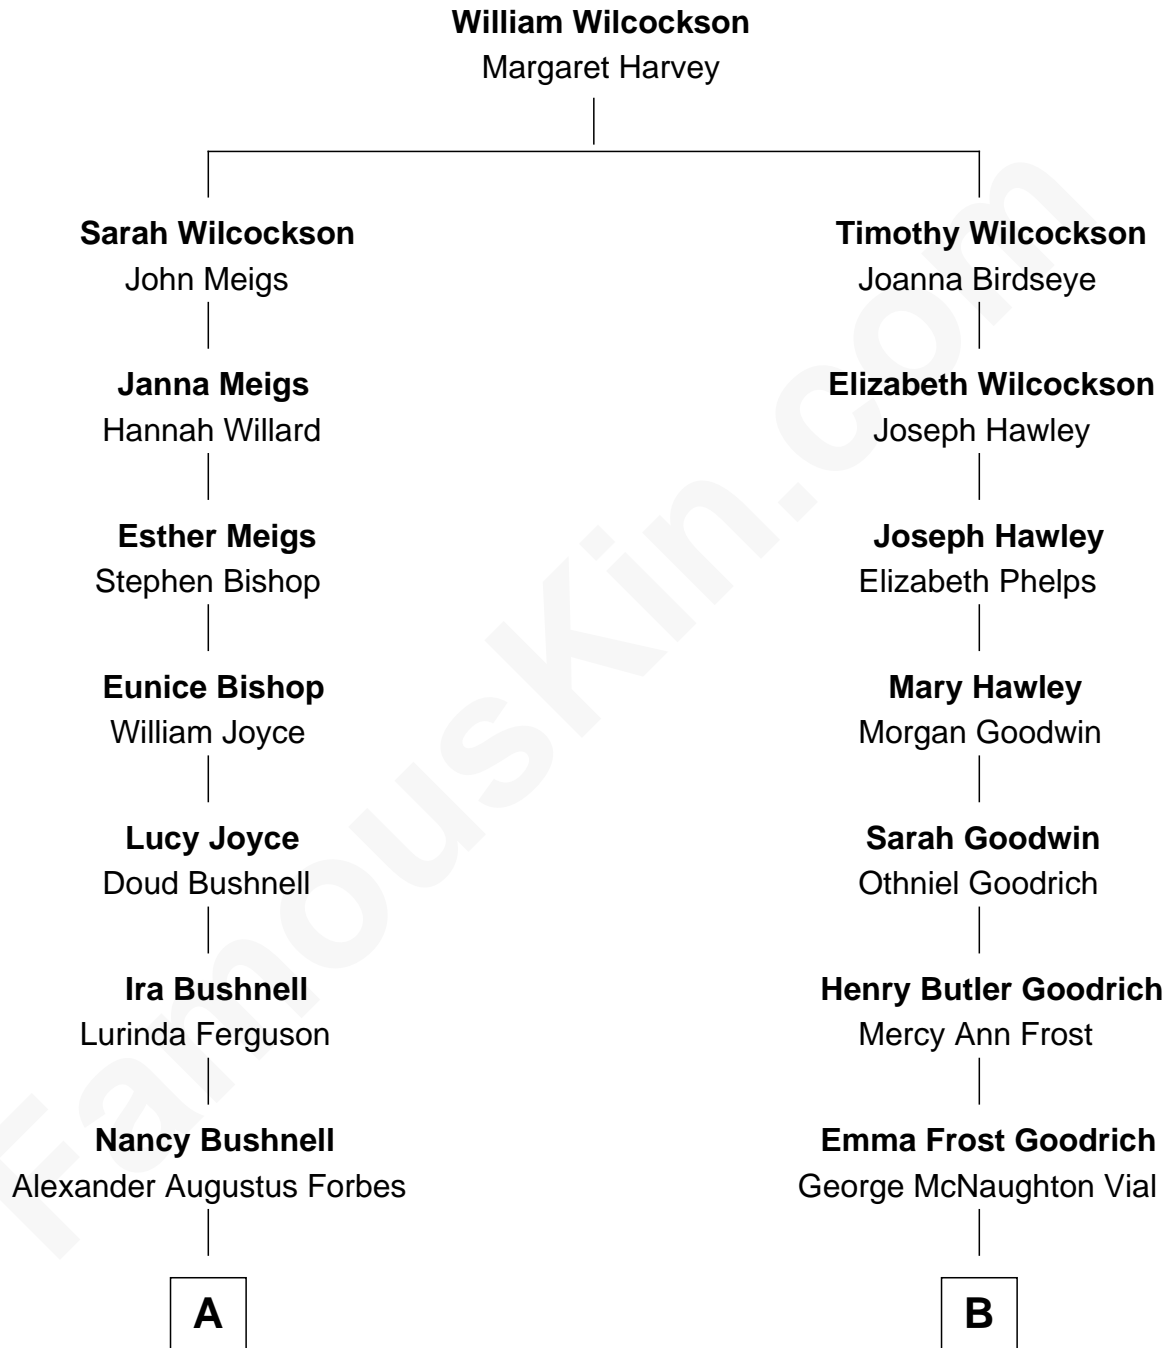 William Wilcockson
Margaret Harvey
Sarah Wilcockson
John Meigs
Timothy Wilcockson
Joanna Birdseye
Janna Meigs
Hannah Willard
Elizabeth Wilcockson
Joseph Hawley
Esther Meigs
Stephen Bishop
Joseph Hawley
Elizabeth Phelps
Eunice Bishop
William Joyce
Mary Hawley
Morgan Goodwin
Lucy Joyce
Doud Bushnell
Sarah Goodwin
Othniel Goodrich
Ira Bushnell
Lurinda Ferguson
Henry Butler Goodrich
Mercy Ann Frost
Nancy Bushnell
Alexander Augustus Forbes
Emma Frost Goodrich
George McNaughton Vial
A
B
FamousKin.com